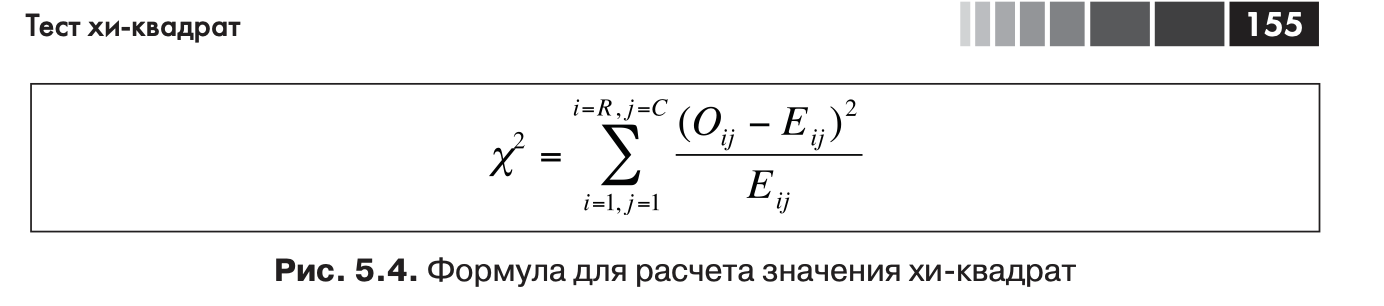 Тест хи-квадрат 155
i=R, j=C
χ² = ∑ (O_ij − E_ij)² / E_ij
i=1, j=1
Рис. 5.4. Формула для расчета значения хи-квадрат